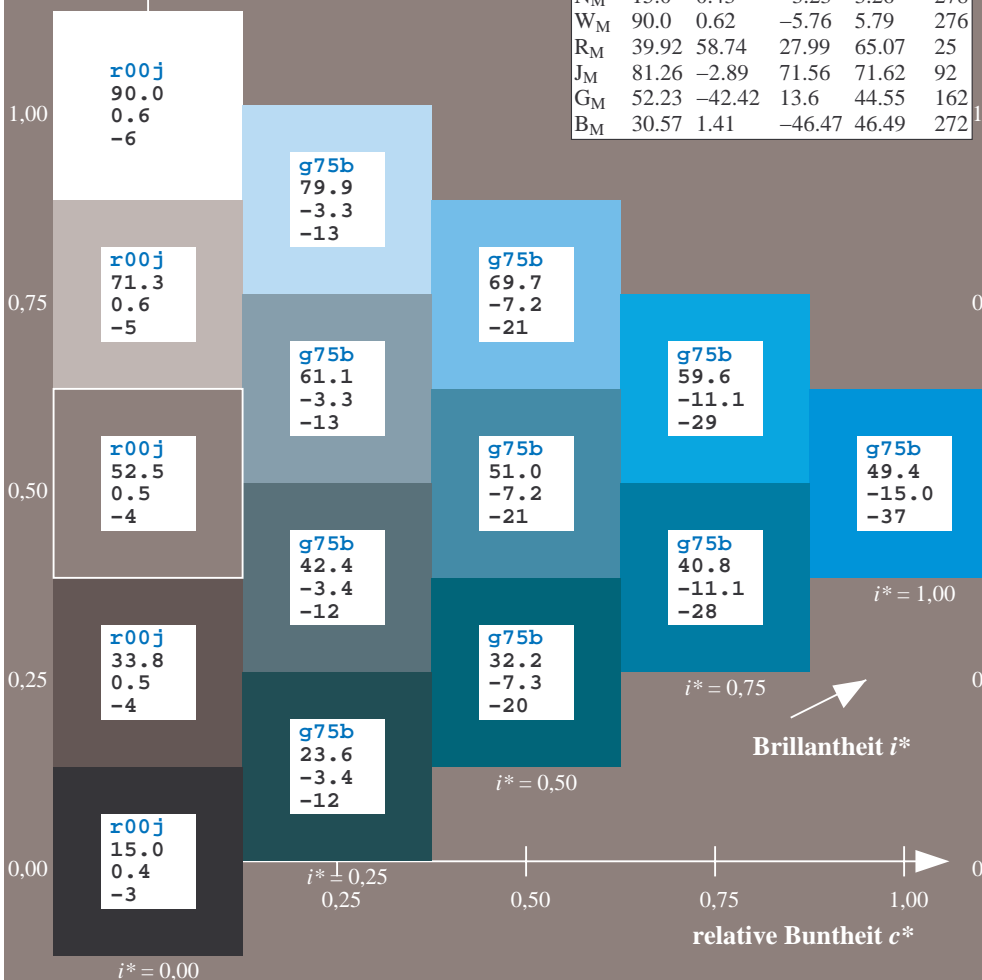 W_M 90.0 0.62 −5.76 5.79 276
R_M 39.92 58.74 27.99 65.07 25
J_M 81.26 −2.89 71.56 71.62 92
G_M 52.23 −42.42 13.6 44.55 162
B_M 30.57 1.41 −46.47 46.49 272
r00j
90.0
0.6
−6
1,00
g75b
79.9
−3.3
−13
r00j
71.3
0.6
−5
g75b
69.7
−7.2
−21
0,75
g75b
61.1
−3.3
−13
g75b
59.6
−11.1
−29
r00j
52.5
0.5
−4
g75b
51.0
−7.2
−21
g75b
49.4
−15.0
−37
0,50
g75b
42.4
−3.4
−12
g75b
40.8
−11.1
−28
i* = 1,00
r00j
33.8
0.5
−4
g75b
32.2
−7.3
−20
0,25
i* = 0,75
g75b
23.6
−3.4
−12
Brillantheit i*
i* = 0,50
r00j
15.0
0.4
−3
0,00
i* = 0,25
0,25 0,50 0,75 1,00
relative Buntheit c*
i* = 0,00